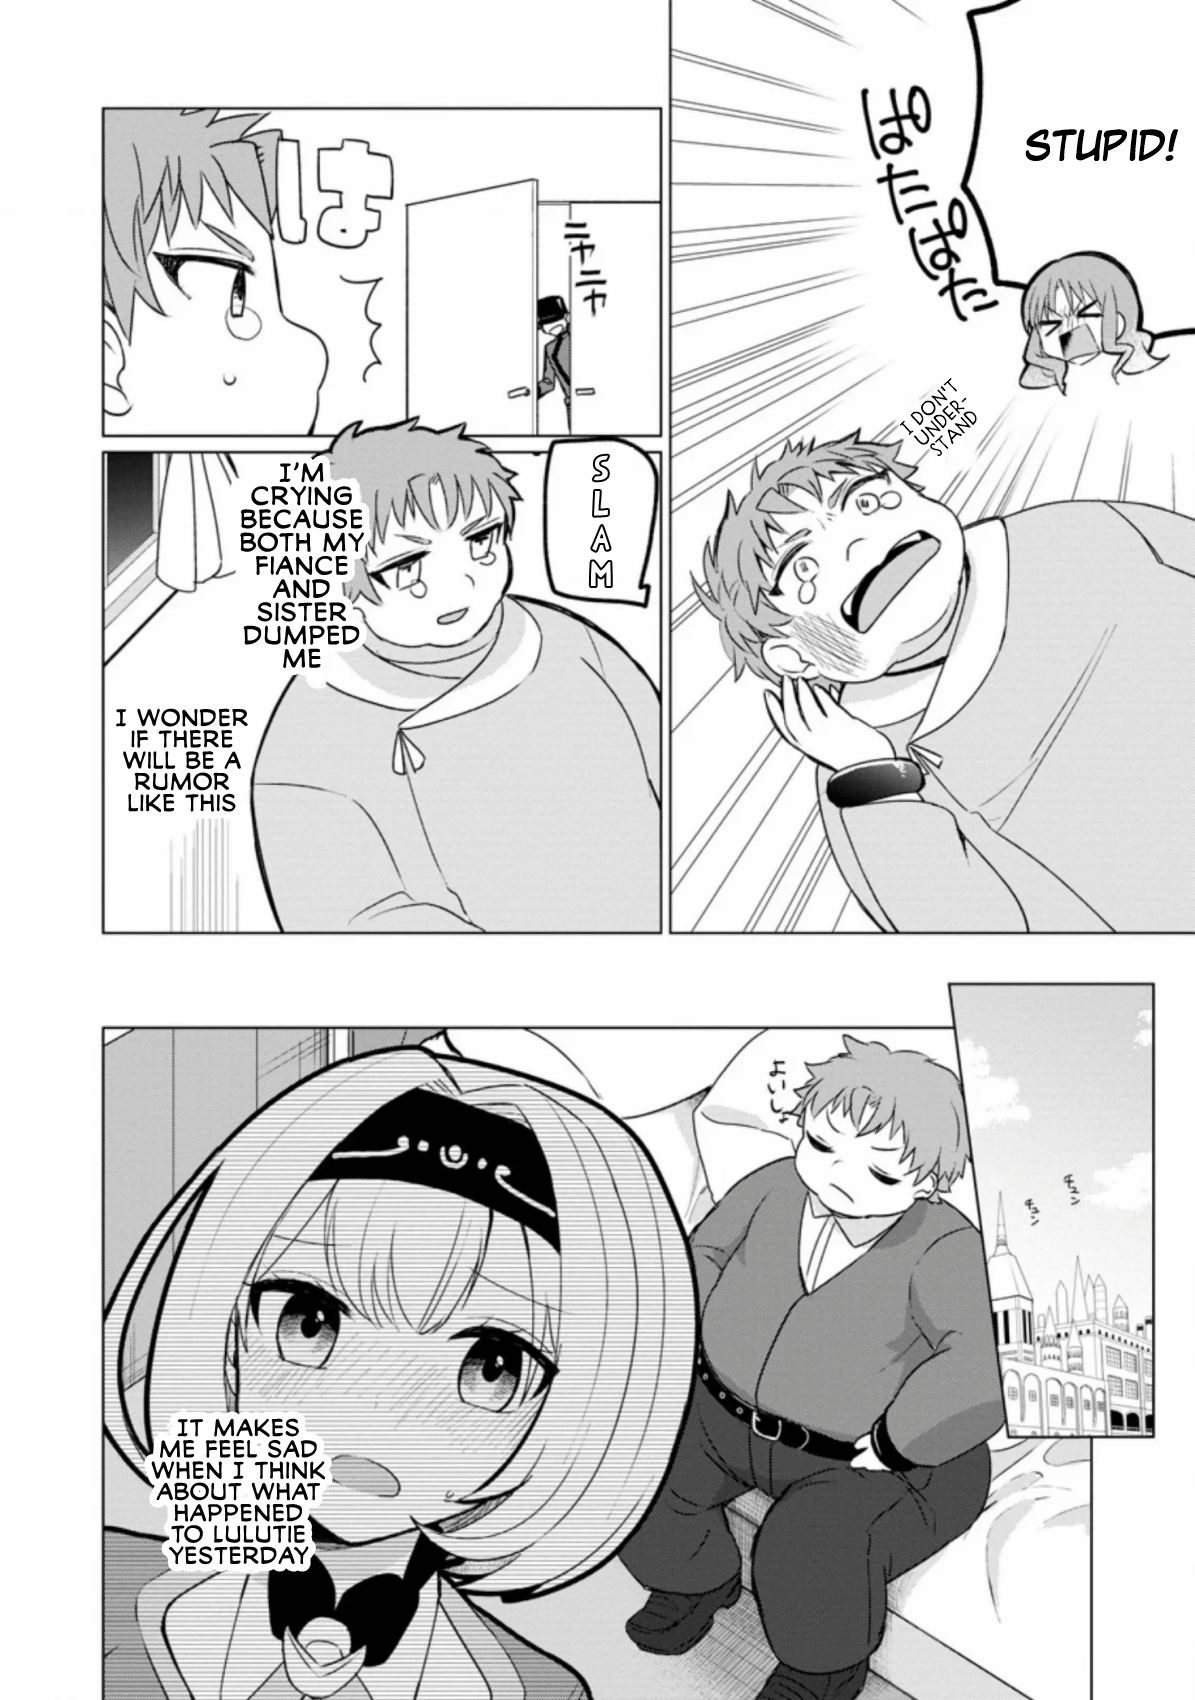 STUPID!
ぱたぱた
I DON'T
UNDER-
STAND
は
ニヤニヤ
SLAM
I'M
CRYING
BECAUSE
BOTH MY
FIANCE
AND
SISTER
DUMPED
ME
I WONDER
IF THERE
WILL BE A
RUMOR
LIKE THIS
チュン
チュン
よいしょ
IT MAKES
ME FEEL SAD
WHEN I THINK
ABOUT WHAT
HAPPENED
TO LULUTIE
YESTERDAY